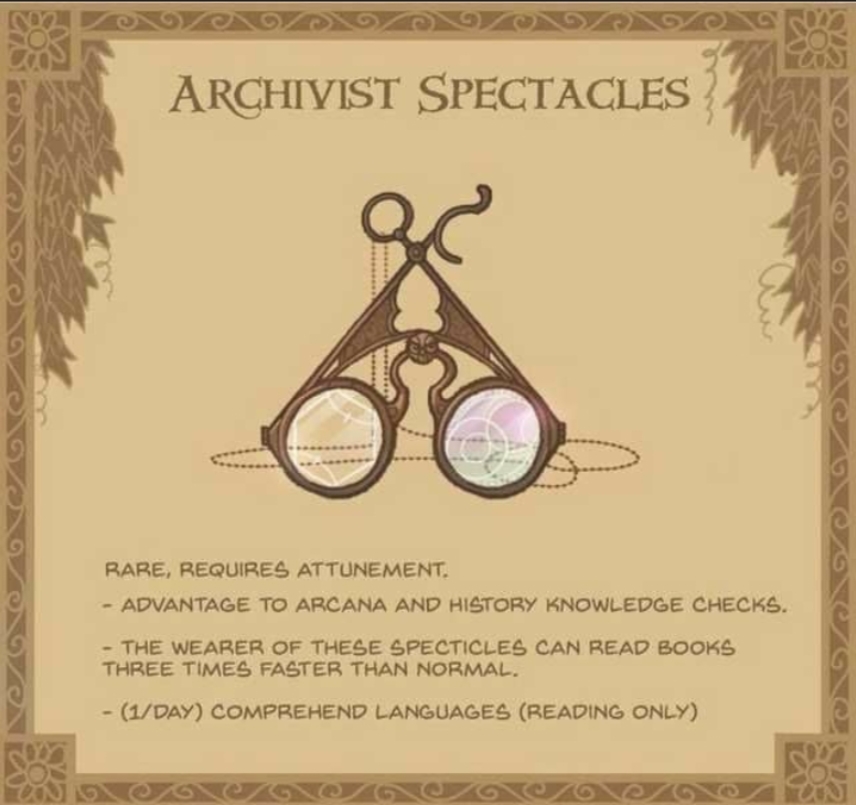 ARCHIVIST SPECTACLES
RARE, REQUIRES ATTUNEMENT.
- ADVANTAGE TO ARCANA AND HISTORY KNOWLEDGE CHECKS.
- THE WEARER OF THESE SPECTICLES CAN READ BOOKS
THREE TIMES FASTER THAN NORMAL.
- (1/DAY) COMPREHEND LANGUAGES (READING ONLY)